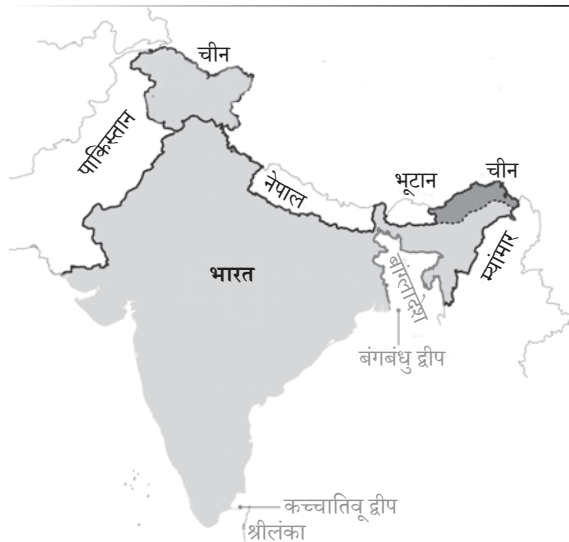 चीन
पाकिस्तान
नेपाल
भूटान
चीन
म्यांमार
भारत
बांग्लादेश
बंगबंधु द्वीप
कच्चातिवू द्वीप
श्रीलंका